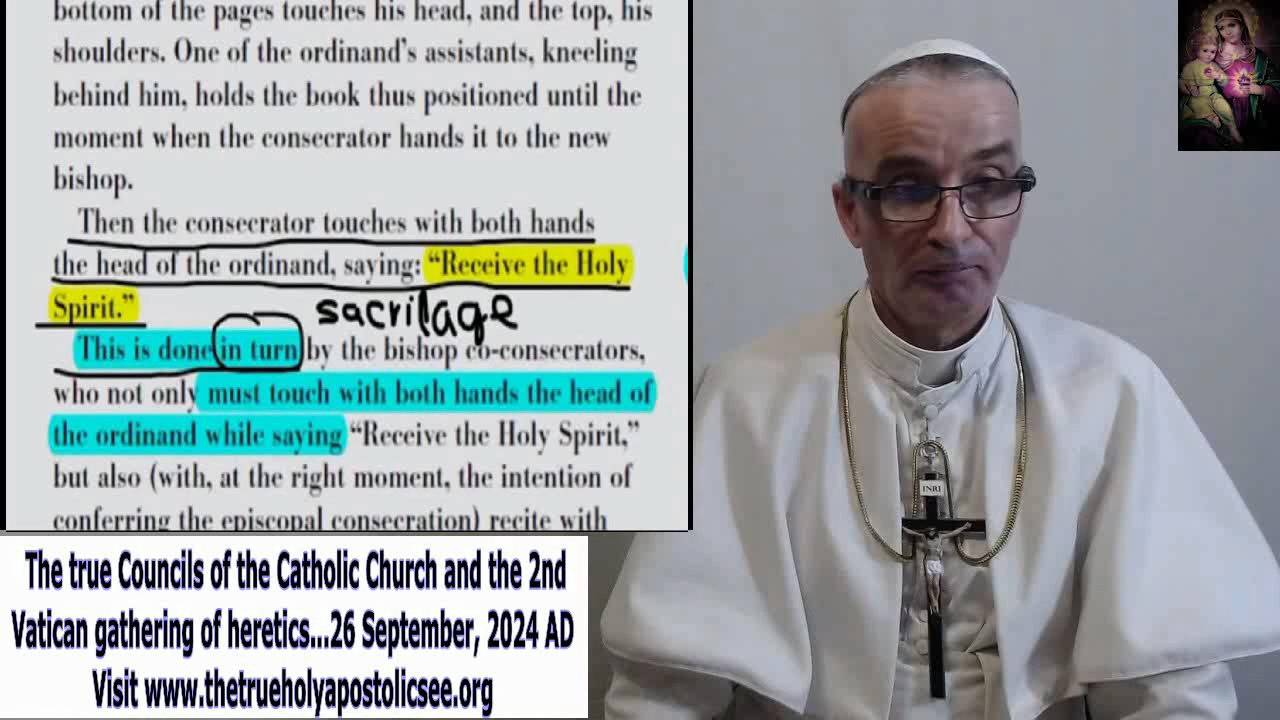 bottom of the pages touches his head, and the top, his
shoulders. One of the ordinand's assistants, kneeling
behind him, holds the book thus positioned until the
moment when the consecrator hands it to the new
bishop.
Then the consecrator touches with both hands
the head of the ordinand, saying: “Receive the Holy
Spirit.”
sacrilage
This is done in turn by the bishop co-consecrators,
who not only must touch with both hands the head of
the ordinand while saying “Receive the Holy Spirit,”
but also (with, at the right moment, the intention of
conferring the episcopal consecration) recite with
The true Councils of the Catholic Church and the 2nd
Vatican gathering of heretics...26 September, 2024 AD
Visit www.thetrueholyapostolicsee.org
INRI